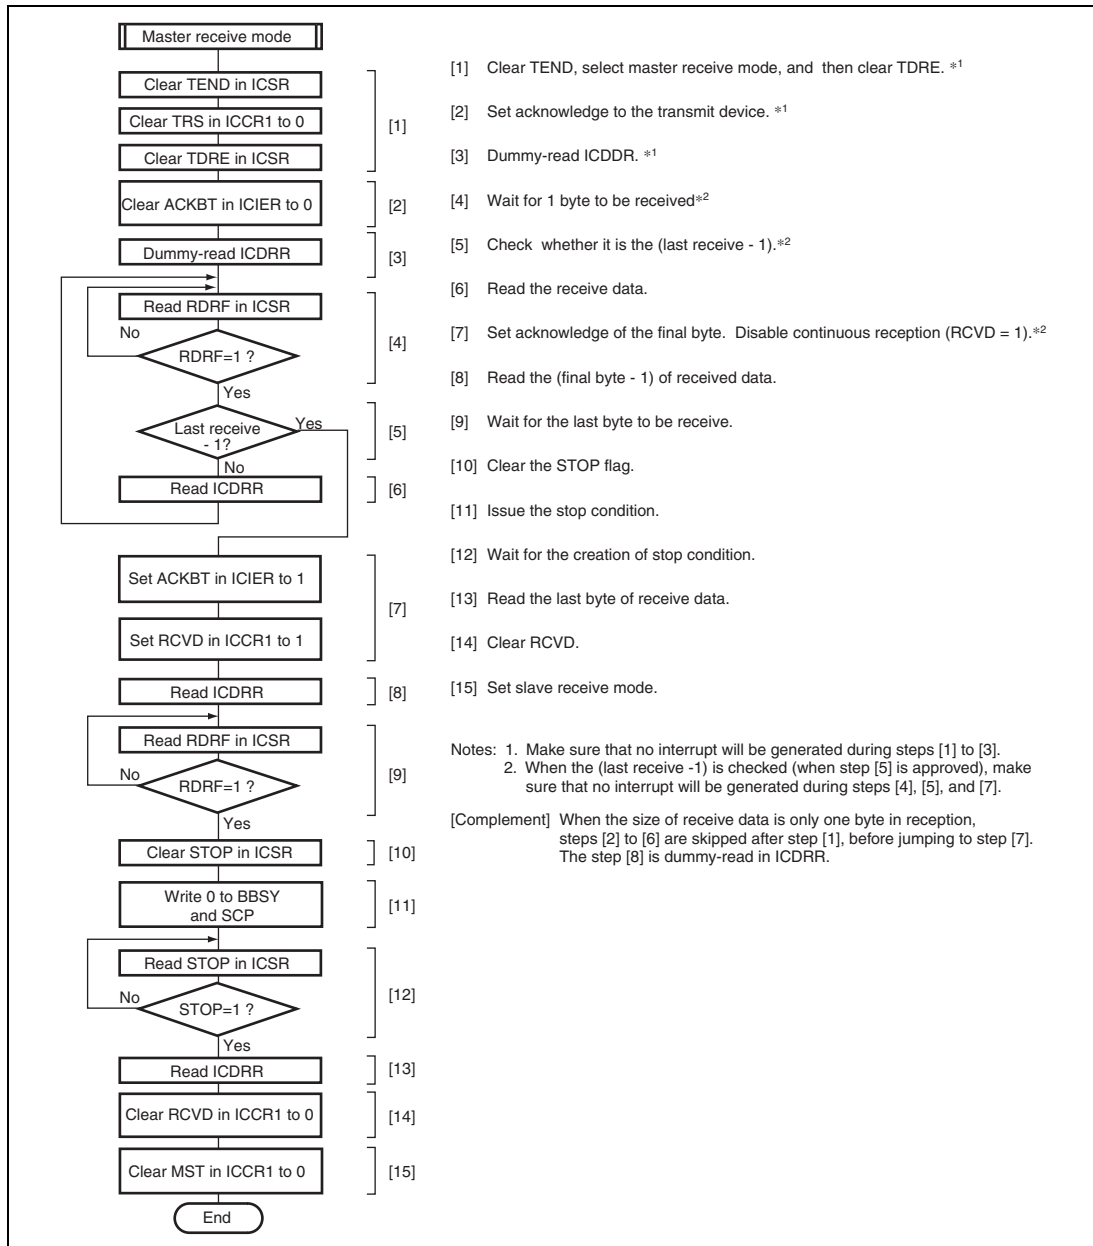 Master receive mode
Clear TEND in ICSR
Clear TRS in ICCR1 to 0
Clear TDRE in ICSR
[1]
Clear ACKBT in ICIER to 0
[2]
Dummy-read ICDRR
[3]
Read RDRF in ICSR
No
RDRF=1 ?
[4]
Yes
Last receive
- 1?
Yes
[5]
No
Read ICDRR
[6]
Set ACKBT in ICIER to 1
[7]
Set RCVD in ICCR1 to 1
Read ICDRR
[8]
Read RDRF in ICSR
No
RDRF=1 ?
[9]
Yes
Clear STOP in ICSR
[10]
Write 0 to BBSY
and SCP
[11]
Read STOP in ICSR
No
STOP=1 ?
[12]
Yes
Read ICDRR
[13]
Clear RCVD in ICCR1 to 0
[14]
Clear MST in ICCR1 to 0
[15]
End
[1] Clear TEND, select master receive mode, and then clear TDRE. *1
[2] Set acknowledge to the transmit device. *1
[3] Dummy-read ICDDR. *1
[4] Wait for 1 byte to be received*2
[5] Check whether it is the (last receive - 1).*2
[6] Read the receive data.
[7] Set acknowledge of the final byte. Disable continuous reception (RCVD = 1).*2
[8] Read the (final byte - 1) of received data.
[9] Wait for the last byte to be receive.
[10] Clear the STOP flag.
[11] Issue the stop condition.
[12] Wait for the creation of stop condition.
[13] Read the last byte of receive data.
[14] Clear RCVD.
[15] Set slave receive mode.
Notes: 1. Make sure that no interrupt will be generated during steps [1] to [3].
2. When the (last receive -1) is checked (when step [5] is approved), make
sure that no interrupt will be generated during steps [4], [5], and [7].
[Complement] When the size of receive data is only one byte in reception,
steps [2] to [6] are skipped after step [1], before jumping to step [7].
The step [8] is dummy-read in ICDRR.